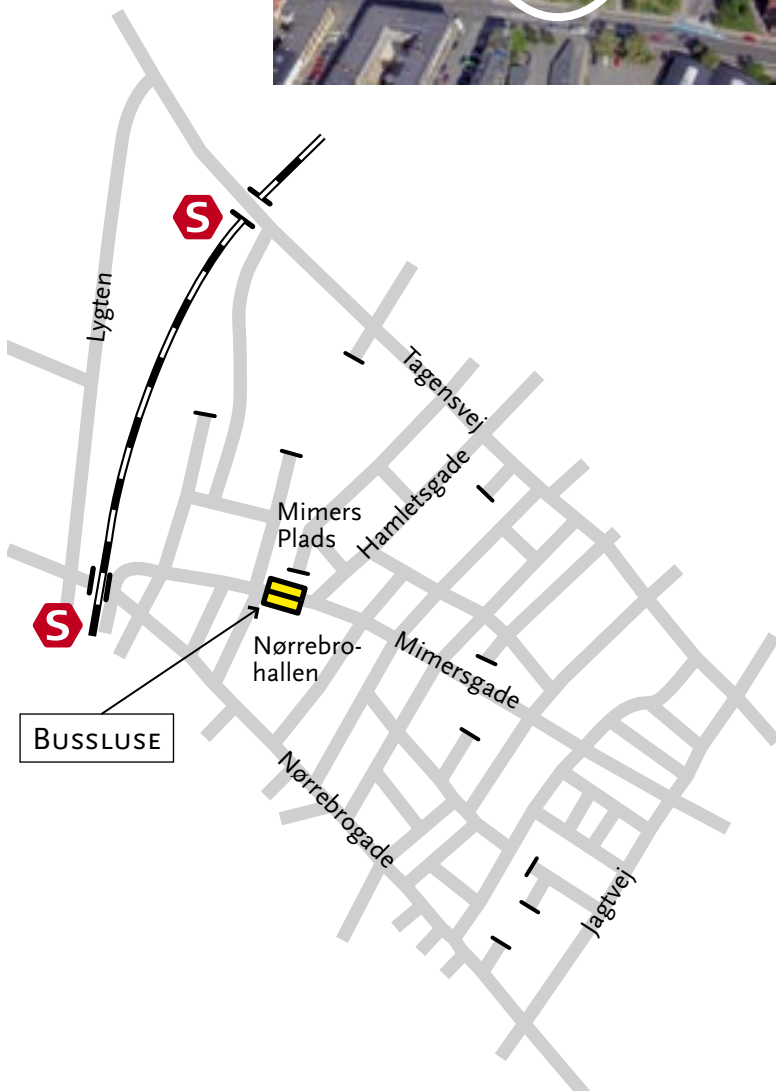 S
Lygten
Tagensvej
Hamletsgade
Mimers
Plads
S
Nørrebro-
hallen
Mimersgade
BUSSLUSE
Nørrebrogade
Jagtvej